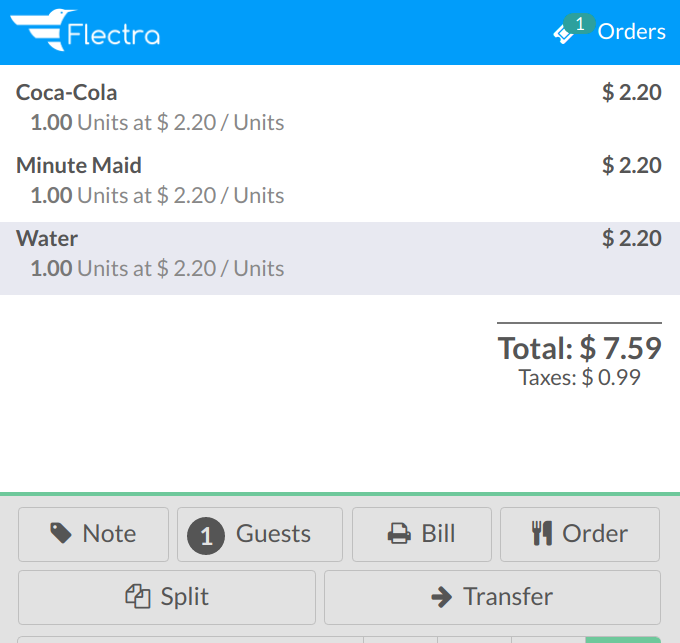 Flectra
1 Orders
Coca-Cola $ 2.20
1.00 Units at $ 2.20 / Units
Minute Maid $ 2.20
1.00 Units at $ 2.20 / Units
Water $ 2.20
1.00 Units at $ 2.20 / Units
Total: $ 7.59
Taxes: $ 0.99
Note 1 Guests Bill Order
Split Transfer